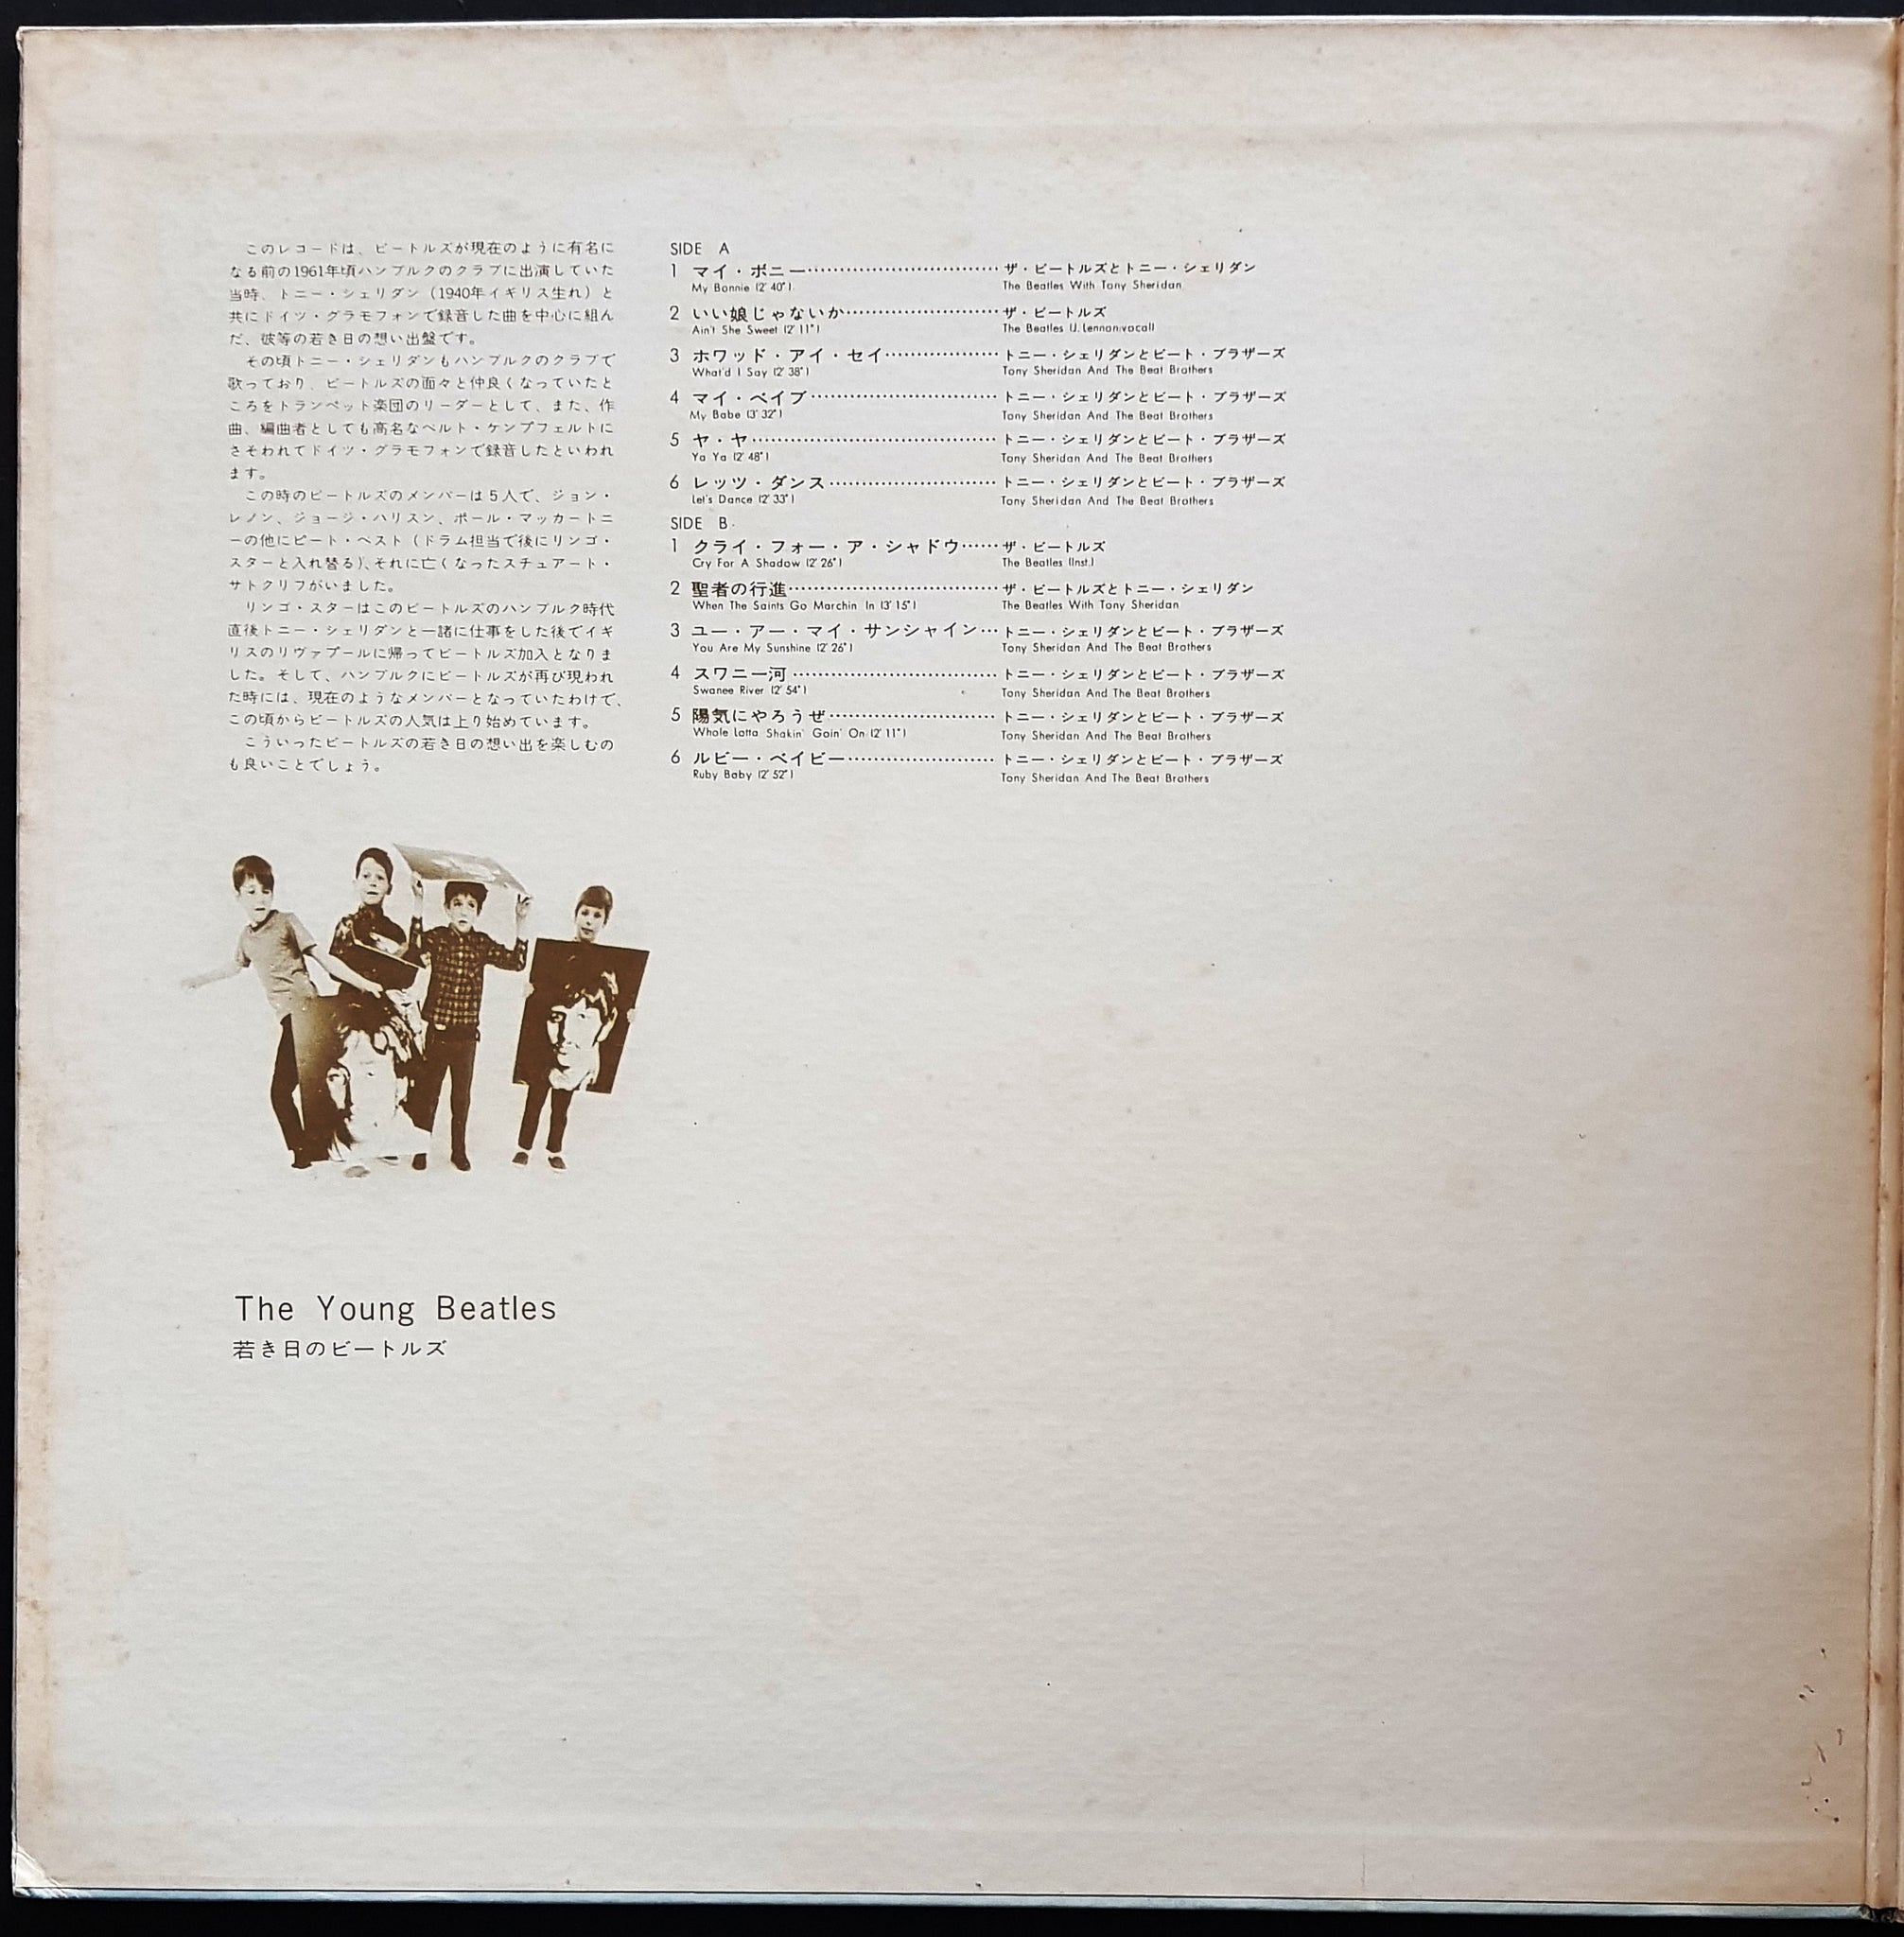 このレコードは、ビートルズが現在のように有名に
なる前の1961年頃ハンブルクのクラブに出演していた
当時、トニー・シェリダン（1940年イギリス生れ）と
共にドイツ・グラモフォンで録音した曲を中心に組ん
だ、彼等の若き日の想い出盤です。
その頃トニー・シェリダンもハンブルクのクラブで
歌っており、ビートルズの面々と仲良くなっていたと
ころをトランペット楽団のリーダーとして、また、作
曲、編曲者としても高名なベルト・ケンプフェルトに
さそわれてドイツ・グラモフォンで録音したといわれ
ます。
この時のビートルズのメンバーは5人で、ジョン・
レノン、ジョージ・ハリスン、ポール・マッカートニ
ーの他にピート・ベスト（ドラム担当で後にリンゴ・
スターと入れ替る）、それに亡くなったスチュアート・
サトクリフがいました。
リンゴ・スターはこのビートルズのハンブルク時代
直後トニー・シェリダンと一諸に仕事をした後でイギ
リスのリヴァプールに帰ってビートルズ加入となりま
した。そして、ハンブルクにビートルズが再び現われ
た時には、現在のようなメンバーとなっていたわけで、
この頃からビートルズの人気は上り始めています。
こういったビートルズの若き日の想い出を楽しむの
も良いことでしょう。
SIDE A
1 マイ・ボニー……………………………ザ・ビートルズとトニー・シェリダン
My Bonnie (2'40") The Beatles With Tony Sheridan
2 いい娘じゃないか……………………ザ・ビートルズ
Ain't She Sweet (2'11") The Beatles (J.Lennon:vocal)
3 ホワッド・アイ・セイ………………トニー・シェリダンとビート・ブラザーズ
What'd I Say (2'38") Tony Sheridan And The Beat Brothers
4 マイ・ベイブ…………………………トニー・シェリダンとビート・ブラザーズ
My Babe (3'32") Tony Sheridan And The Beat Brothers
5 ヤ・ヤ…………………………………トニー・シェリダンとビート・ブラザーズ
Ya Ya (2'48") Tony Sheridan And The Beat Brothers
6 レッツ・ダンス………………………トニー・シェリダンとビート・ブラザーズ
Let's Dance (2'33") Tony Sheridan And The Beat Brothers
SIDE B
1 クライ・フォー・ア・シャドウ……ザ・ビートルズ
Cry For A Shadow (2'26") The Beatles (Inst.)
2 聖者の行進……………………………ザ・ビートルズとトニー・シェリダン
When The Saints Go Marchin' In (3'15") The Beatles With Tony Sheridan
3 ユー・アー・マイ・サンシャイン…トニー・シェリダンとビート・ブラザーズ
You Are My Sunshine (2'26") Tony Sheridan And The Beat Brothers
4 スワニー河……………………………トニー・シェリダンとビート・ブラザーズ
Swanee River (2'54") Tony Sheridan And The Beat Brothers
5 陽気にやろうぜ………………………トニー・シェリダンとビート・ブラザーズ
Whole Lotta Shakin' Goin' On (2'11") Tony Sheridan And The Beat Brothers
6 ルビー・ベイビー……………………トニー・シェリダンとビート・ブラザーズ
Ruby Baby (2'52") Tony Sheridan And The Beat Brothers
The Young Beatles
若き日のビートルズ